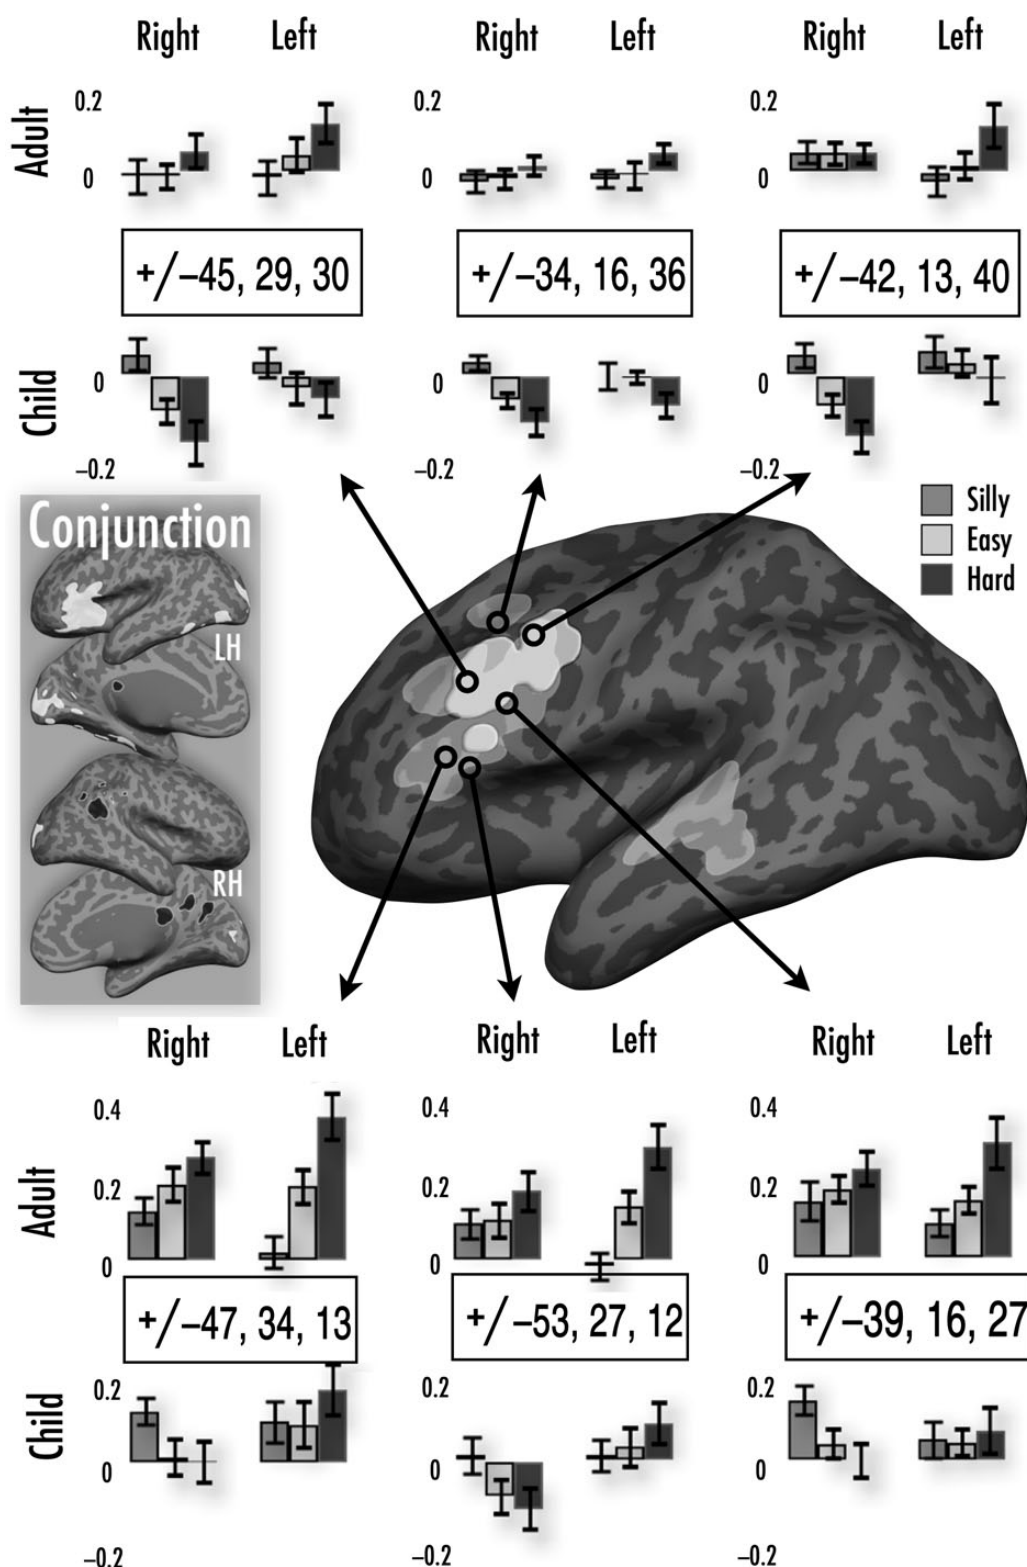 Right Left Right Left Right Left
Adult
0.2 0.2 0.2
0 0 0
+/−45, 29, 30 +/−34, 16, 36 +/−42, 13, 40
Child
0 0 0
−0.2 −0.2 −0.2
Silly
Easy
Hard
Conjunction
LH
RH
Right Left Right Left Right Left
Adult
0.4 0.4 0.4
0.2 0.2 0.2
0 0 0
+/−47, 34, 13 +/−53, 27, 12 +/−39, 16, 27
Child
0.2 0.2 0.2
0 0 0
−0.2 −0.2 −0.2